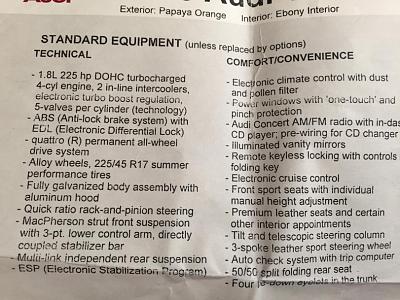 Audi
Exterior: Papaya Orange Interior: Ebony Interior
STANDARD EQUIPMENT (unless replaced by options)
TECHNICAL
- 1.8L 225 hp DOHC turbocharged
4-cyl engine, 2 in-line intercoolers,
electronic turbo boost regulation,
5-valves per cylinder (technology)
- ABS (Anti-lock brake system) with
EDL (Electronic Differential Lock)
- quattro (R) permanent all-wheel
drive system
- Alloy wheels, 225/45 R17 summer
performance tires
- Fully galvanized body assembly with
aluminum hood
- Quick ratio rack-and-pinion steering
- MacPherson strut front suspension
with 3-pt. lower control arm, directly
coupled stabilizer bar
- Multi-link independent rear suspension
- ESP (Electronic Stabilization Program)
COMFORT/CONVENIENCE
- Electronic climate control with dust
and pollen filter
- Power windows with 'one-touch' and
pinch protection
- Audi Concert AM/FM radio with in-das
CD player; pre-wiring for CD changer
- Illuminated vanity mirrors
- Remote keyless locking with controls
folding key
- Electronic cruise control
- Front sport seats with individual
manual height adjustment
- Premium leather seats and certain
other interior appointments
- Tilt and telescopic steering column
- 3-spoke leather sport steering wheel
- Auto check system with trip computer
- 50/50 split folding rear seat
- Four tie-down eyelets in the trunk